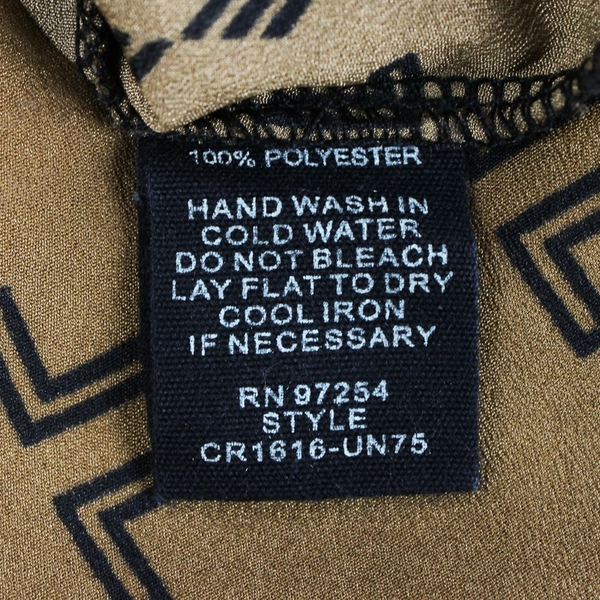 100% POLYESTER
HAND WASH IN
COLD WATER
DO NOT BLEACH
LAY FLAT TO DRY
COOL IRON
IF NECESSARY
RN 97254
STYLE
CR1616-UN75